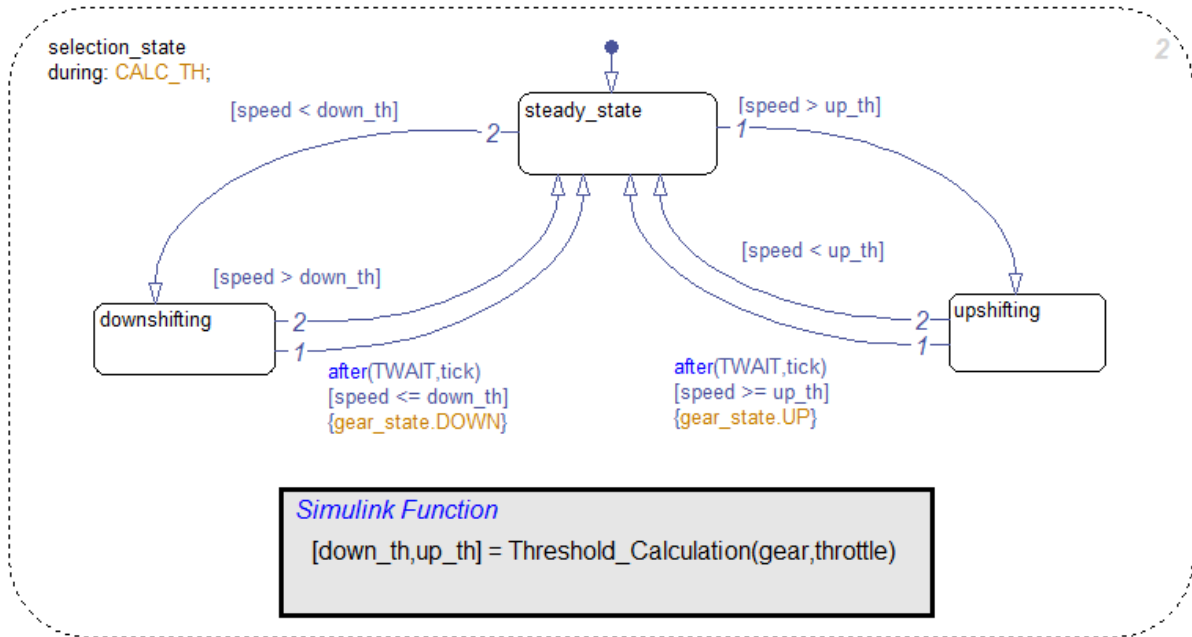 selection_state
during: CALC_TH;
2
steady_state
[speed < down_th]
2
[speed > up_th]
1
[speed > down_th]
[speed < up_th]
downshifting
2
1
upshifting
2
1
after(TWAIT,tick)
[speed <= down_th]
{gear_state.DOWN}
after(TWAIT,tick)
[speed >= up_th]
{gear_state.UP}
Simulink Function
[down_th,up_th] = Threshold_Calculation(gear,throttle)